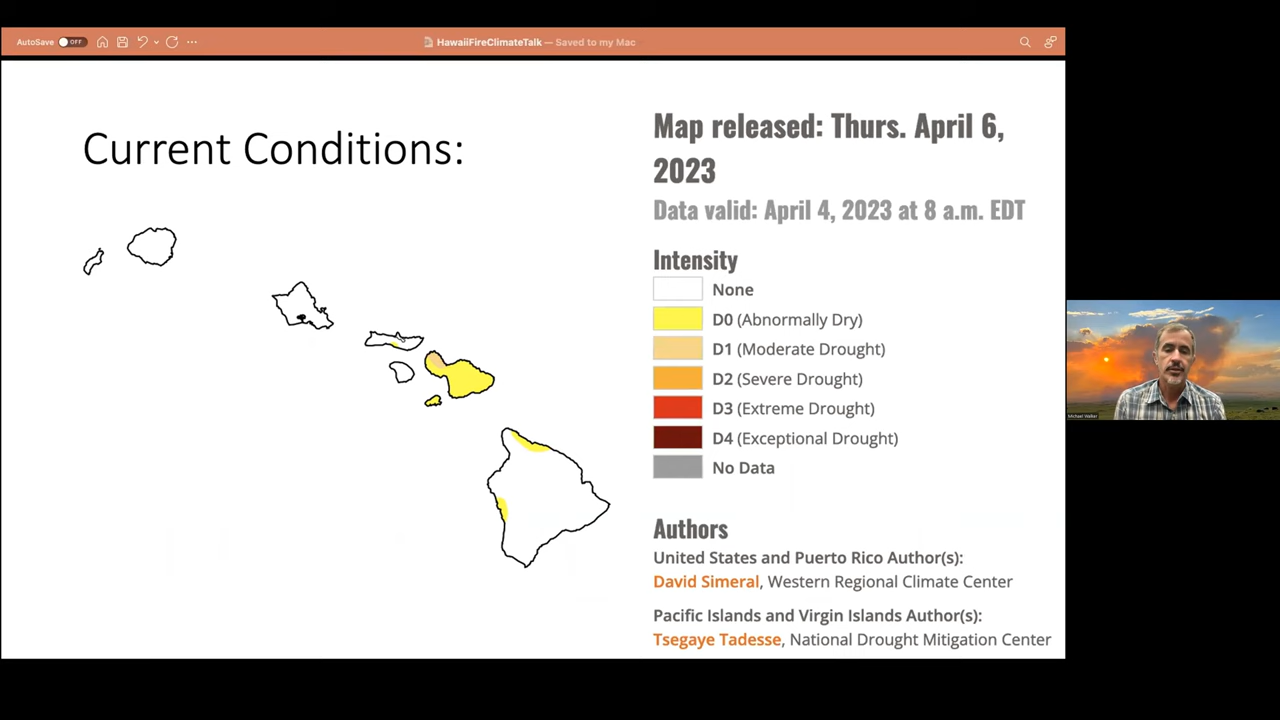 AutoSave OFF
HawaiiFireClimateTalk — Saved to my Mac
Current Conditions:
Map released: Thurs. April 6,
2023
Data valid: April 4, 2023 at 8 a.m. EDT
Intensity
None
D0 (Abnormally Dry)
D1 (Moderate Drought)
D2 (Severe Drought)
D3 (Extreme Drought)
D4 (Exceptional Drought)
No Data
Authors
United States and Puerto Rico Author(s):
David Simeral, Western Regional Climate Center
Pacific Islands and Virgin Islands Author(s):
Tsegaye Tadesse, National Drought Mitigation Center
Michael Walker